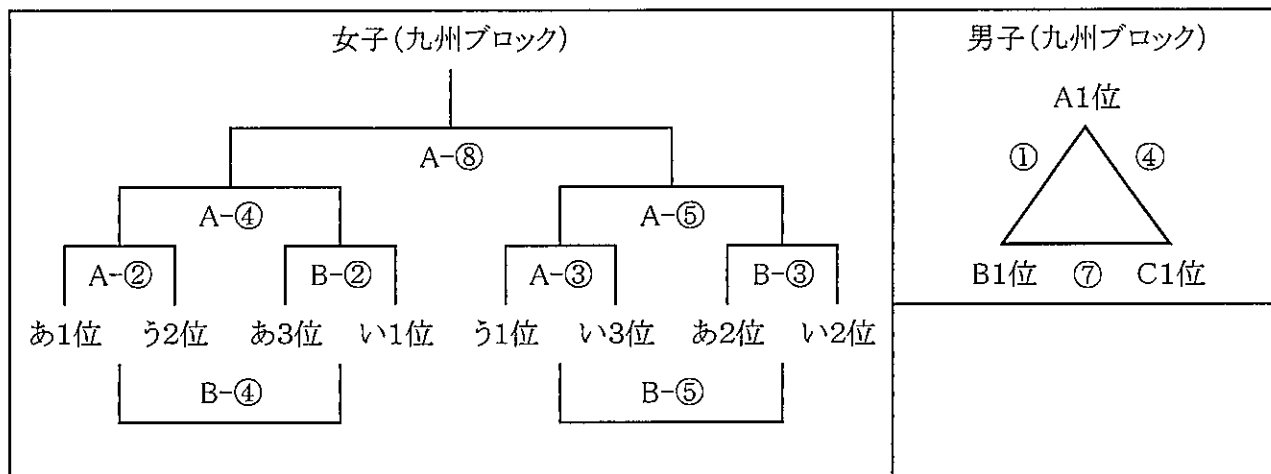 女子(九州ブロック)
A-⑧
A-④ A-⑤
A-② B-② A-③ B-③
あ1位 う2位 あ3位 い1位 う1位 い3位 あ2位 い2位
B-④ B-⑤
男子(九州ブロック)
A1位
① ④
B1位 ⑦ C1位